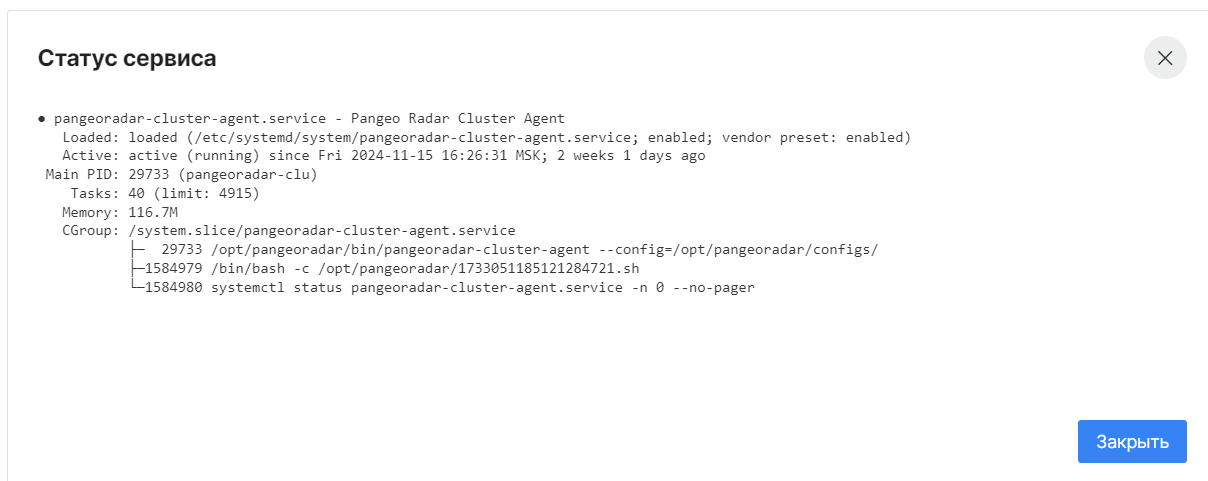 Статус сервиса
● pangeoradar-cluster-agent.service - Pangeo Radar Cluster Agent
Loaded: loaded (/etc/systemd/system/pangeoradar-cluster-agent.service; enabled; vendor preset: enabled)
Active: active (running) since Fri 2024-11-15 16:26:31 MSK; 2 weeks 1 days ago
Main PID: 29733 (pangeoradar-clu)
Tasks: 40 (limit: 4915)
Memory: 116.7M
CGroup: /system.slice/pangeoradar-cluster-agent.service
├─  29733 /opt/pangeoradar/bin/pangeoradar-cluster-agent --config=/opt/pangeoradar/configs/
├─1584979 /bin/bash -c /opt/pangeoradar/1733051185121284721.sh
└─1584980 systemctl status pangeoradar-cluster-agent.service -n 0 --no-pager
Закрыть